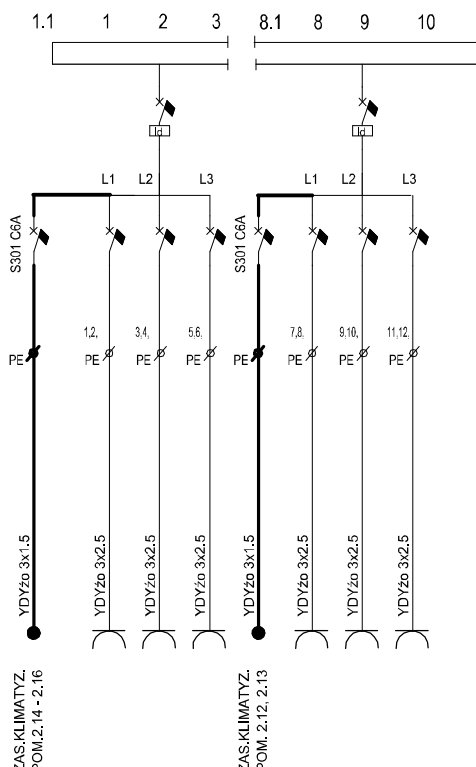 1.1 1 2 3 8.1 8 9 10
Id Id
L1 L2 L3 L1 L2 L3
S301 C6A S301 C6A
1,2, 3,4, 5,6, 7,8, 9,10, 11,12,
PE PE PE PE PE PE PE PE
YDYżo 3x1.5 YDYżo 3x2.5 YDYżo 3x2.5 YDYżo 3x2.5 YDYżo 3x1.5 YDYżo 3x2.5 YDYżo 3x2.5 YDYżo 3x2.5
ZAS.KLIMATYZ.
POM.2.14 - 2.16
ZAS.KLIMATYZ.
POM. 2.12, 2.13